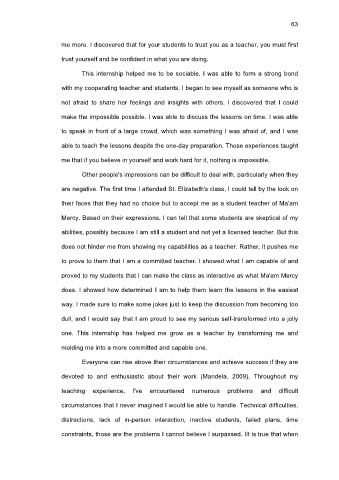 63
me more. I discovered that for your students to trust you as a teacher, you must first
trust yourself and be confident in what you are doing.
This internship helped me to be sociable. I was able to form a strong bond
with my cooperating teacher and students. I began to see myself as someone who is
not afraid to share her feelings and insights with others. I discovered that I could
make the impossible possible. I was able to discuss the lessons on time. I was able
to speak in front of a large crowd, which was something I was afraid of, and I was
able to teach the lessons despite the one-day preparation. Those experiences taught
me that if you believe in yourself and work hard for it, nothing is impossible.
Other people's impressions can be difficult to deal with, particularly when they
are negative. The first time I attended St. Elizabeth's class, I could tell by the look on
their faces that they had no choice but to accept me as a student teacher of Ma'am
Mercy. Based on their expressions, I can tell that some students are skeptical of my
abilities, possibly because I am still a student and not yet a licensed teacher. But this
does not hinder me from showing my capabilities as a teacher. Rather, it pushes me
to prove to them that I am a committed teacher. I showed what I am capable of and
proved to my students that I can make the class as interactive as what Ma'am Mercy
does. I showed how determined I am to help them learn the lessons in the easiest
way. I made sure to make some jokes just to keep the discussion from becoming too
dull, and I would say that I am proud to see my serious self-transformed into a jolly
one. This internship has helped me grow as a teacher by transforming me and
molding me into a more committed and capable one.
Everyone can rise above their circumstances and achieve success if they are
devoted to and enthusiastic about their work (Mandela, 2009). Throughout my
teaching experience, I've encountered numerous problems and difficult
circumstances that I never imagined I would be able to handle. Technical difficulties,
distractions, lack of in-person interaction, inactive students, failed plans, time
constraints, those are the problems I cannot believe I surpassed. IIt is true that when